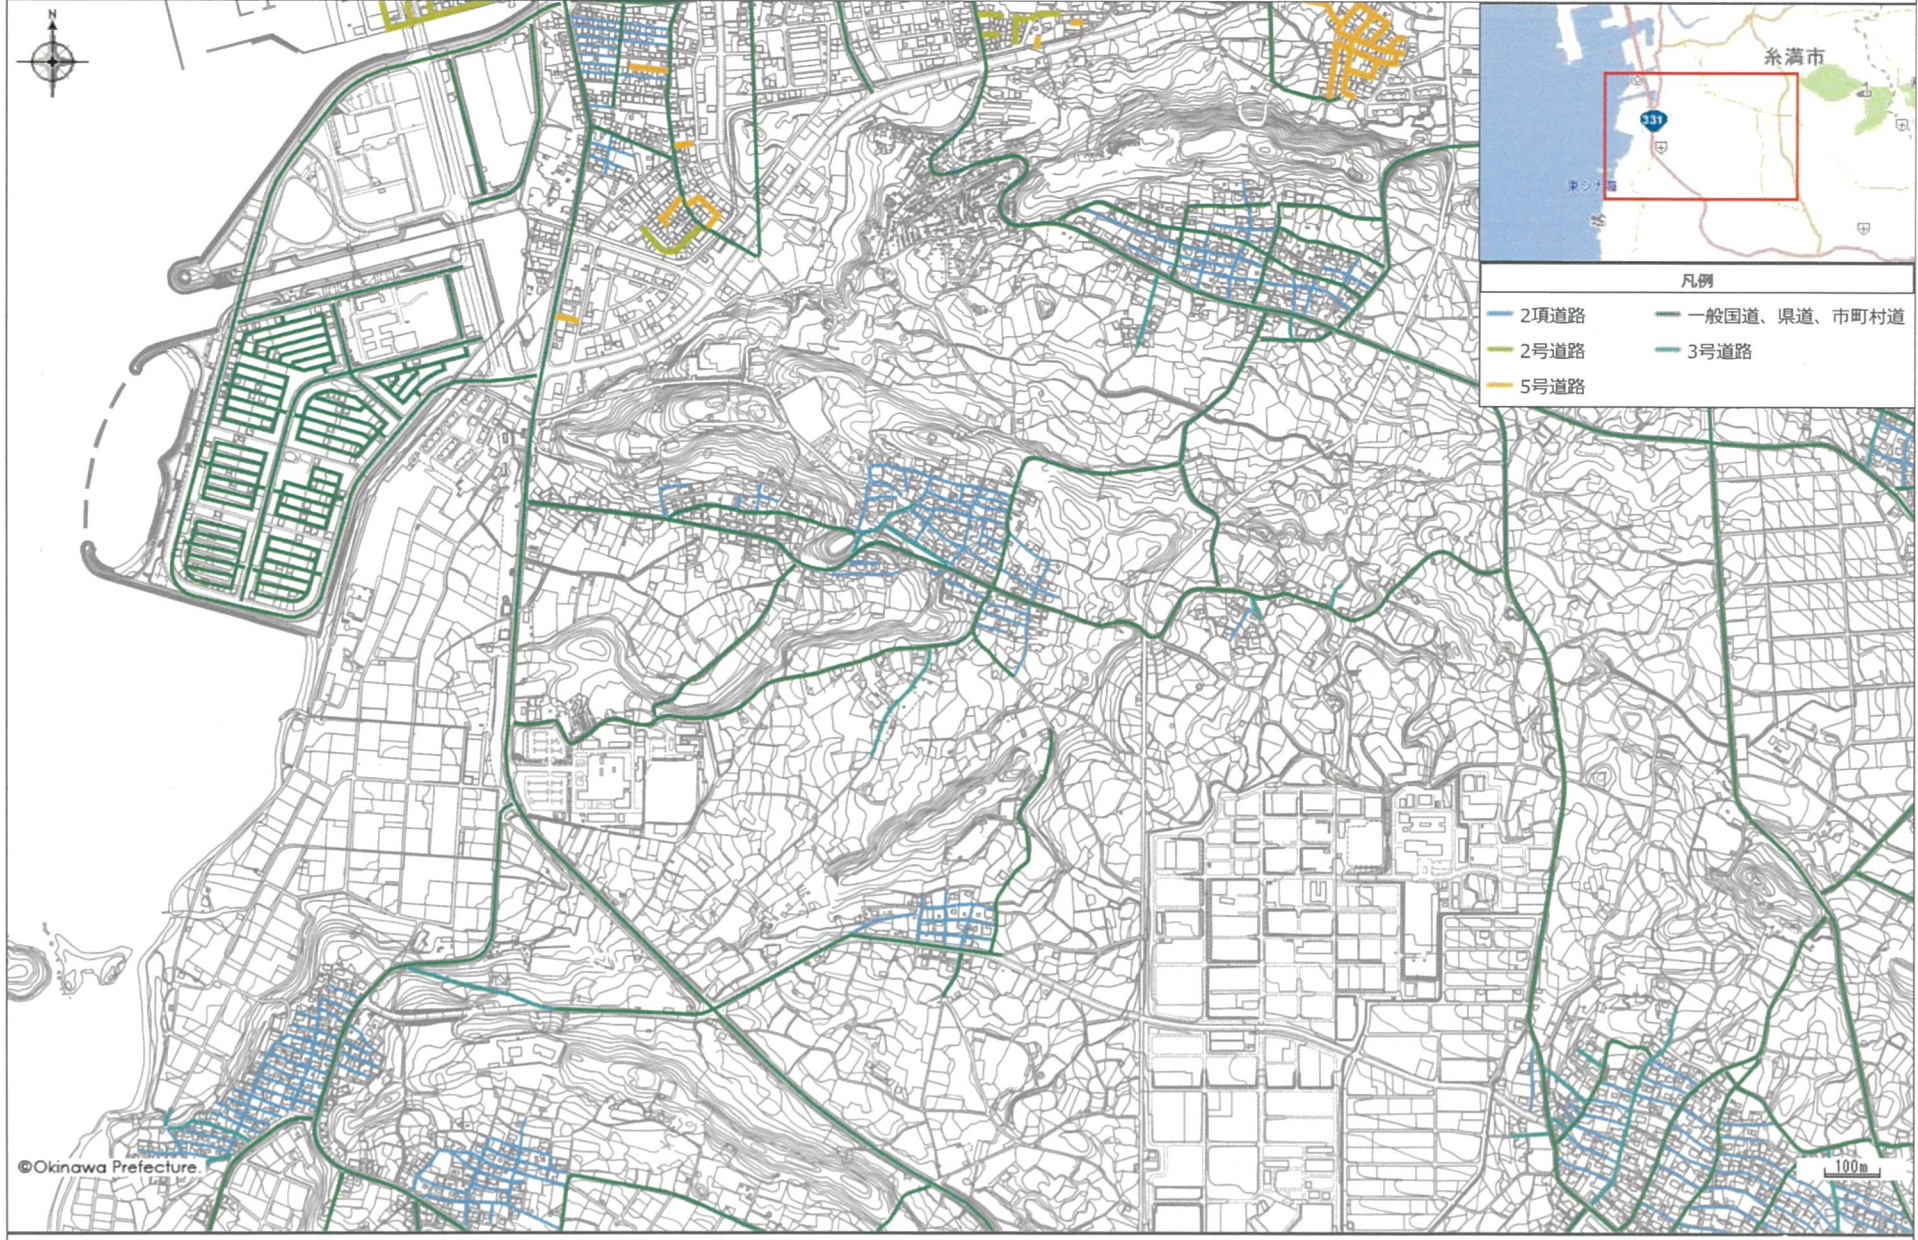 N
糸満市
331
東シナ海
凡例
2項道路
一般国道、県道、市町村道
2号道路
3号道路
5号道路
©Okinawa Prefecture.
100m